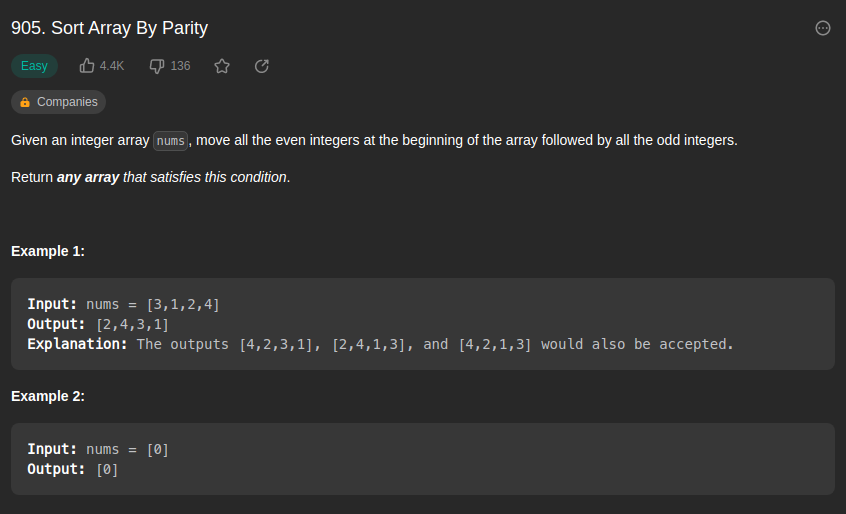 905. Sort Array By Parity
Easy 4.4K 136
Companies
Given an integer array nums, move all the even integers at the beginning of the array followed by all the odd integers.
Return any array that satisfies this condition.
Example 1:
Input: nums = [3,1,2,4]
Output: [2,4,3,1]
Explanation: The outputs [4,2,3,1], [2,4,1,3], and [4,2,1,3] would also be accepted.
Example 2:
Input: nums = [0]
Output: [0]